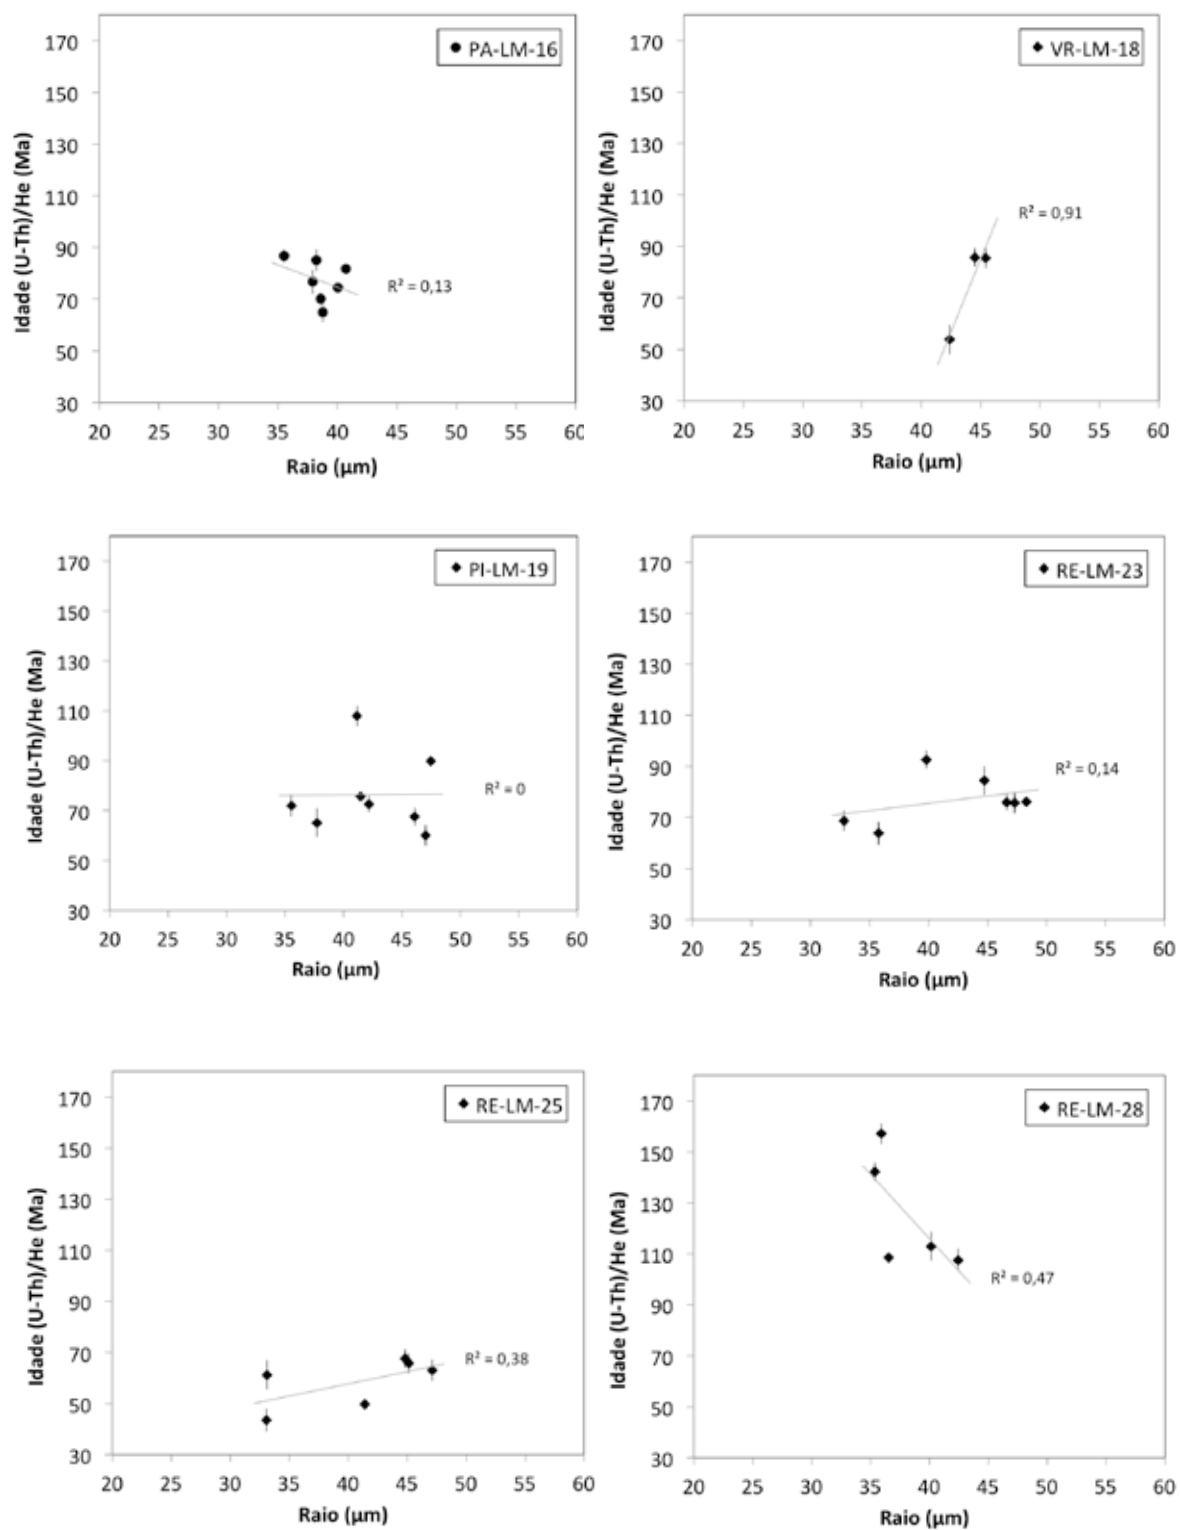 170
150
130
110
90
70
50
30
Idade (U-Th)/He (Ma)
PA-LM-16
R² = 0,13
20 25 30 35 40 45 50 55 60
Raio (µm)
170
150
130
110
90
70
50
30
Idade (U-Th)/He (Ma)
VR-LM-18
R² = 0,91
20 25 30 35 40 45 50 55 60
Raio (µm)
170
150
130
110
90
70
50
30
Idade (U-Th)/He (Ma)
PI-LM-19
R² = 0
20 25 30 35 41 46 50 55 60
Raio (µm)
170
150
130
110
90
70
50
30
Idade (U-Th)/He (Ma)
RE-LM-23
R² = 0,14
20 25 30 35 40 45 50 55 60
Raio (µm)
170
150
130
110
90
70
50
30
Idade (U-Th)/He (Ma)
RE-LM-25
R² = 0,38
20 25 30 35 40 45 50 55 60
Raio (µm)
170
150
130
110
90
70
50
30
Idade (U-Th)/He (Ma)
RE-LM-28
R² = 0,47
20 25 30 35 40 45 50 55 60
Raio (µm)